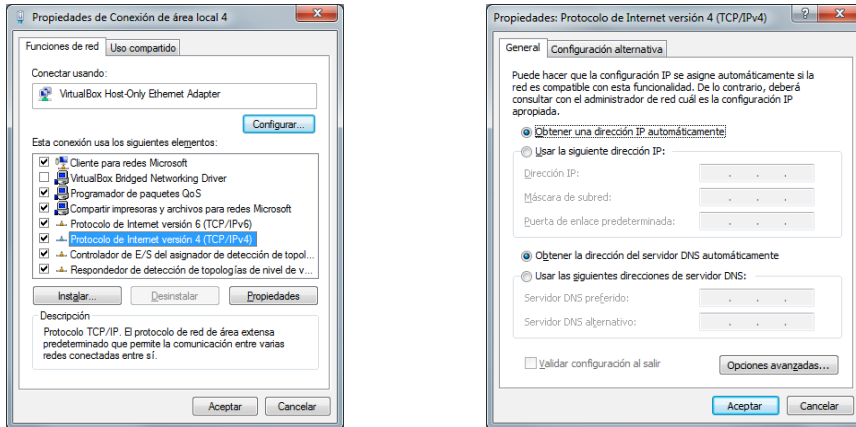 Propiedades de Conexión de área local 4
Funciones de red
Uso compartido
Conectar usando:
VirtualBox Host-Only Ethernet Adapter
Configurar...
Esta conexión usa los siguientes elementos:
Cliente para redes Microsoft
VirtualBox Bridged Networking Driver
Programador de paquetes QoS
Compartir impresoras y archivos para redes Microsoft
Protocolo de Internet versión 6 (TCP/IPv6)
Protocolo de Internet versión 4 (TCP/IPv4)
Controlador de E/S del asignador de detección de topol...
Respondedor de detección de topologías de nivel de v...
Instalar...
Desinstalar
Propiedades
Descripción
Protocolo TCP/IP. El protocolo de red de área extensa
predeterminado que permite la comunicación entre varias
redes conectadas entre sí.
Aceptar
Cancelar
Propiedades: Protocolo de Internet versión 4 (TCP/IPv4)
General
Configuración alternativa
Puede hacer que la configuración IP se asigne automáticamente si la
red es compatible con esta funcionalidad. De lo contrario, deberá
consultar con el administrador de red cuál es la configuración IP
apropiada.
Obtener una dirección IP automáticamente
Usar la siguiente dirección IP:
Dirección IP:
Máscara de subred:
Puerta de enlace predeterminada:
Obtener la dirección del servidor DNS automáticamente
Usar las siguientes direcciones de servidor DNS:
Servidor DNS preferido:
Servidor DNS alternativo:
Validar configuración al salir
Opciones avanzadas...
Aceptar
Cancelar